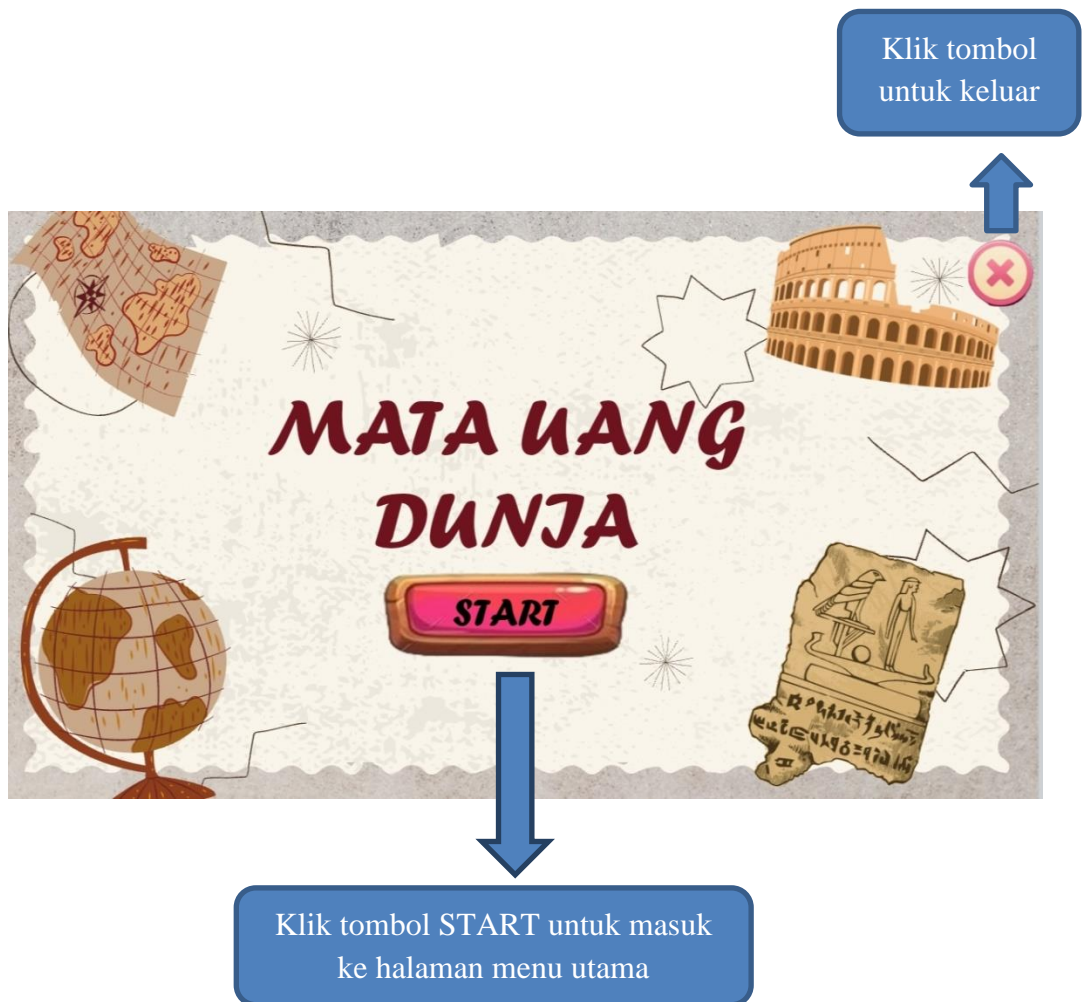 Klik tombol
untuk keluar
MATA UANG
DUNIA
START
Klik tombol START untuk masuk
ke halaman menu utama